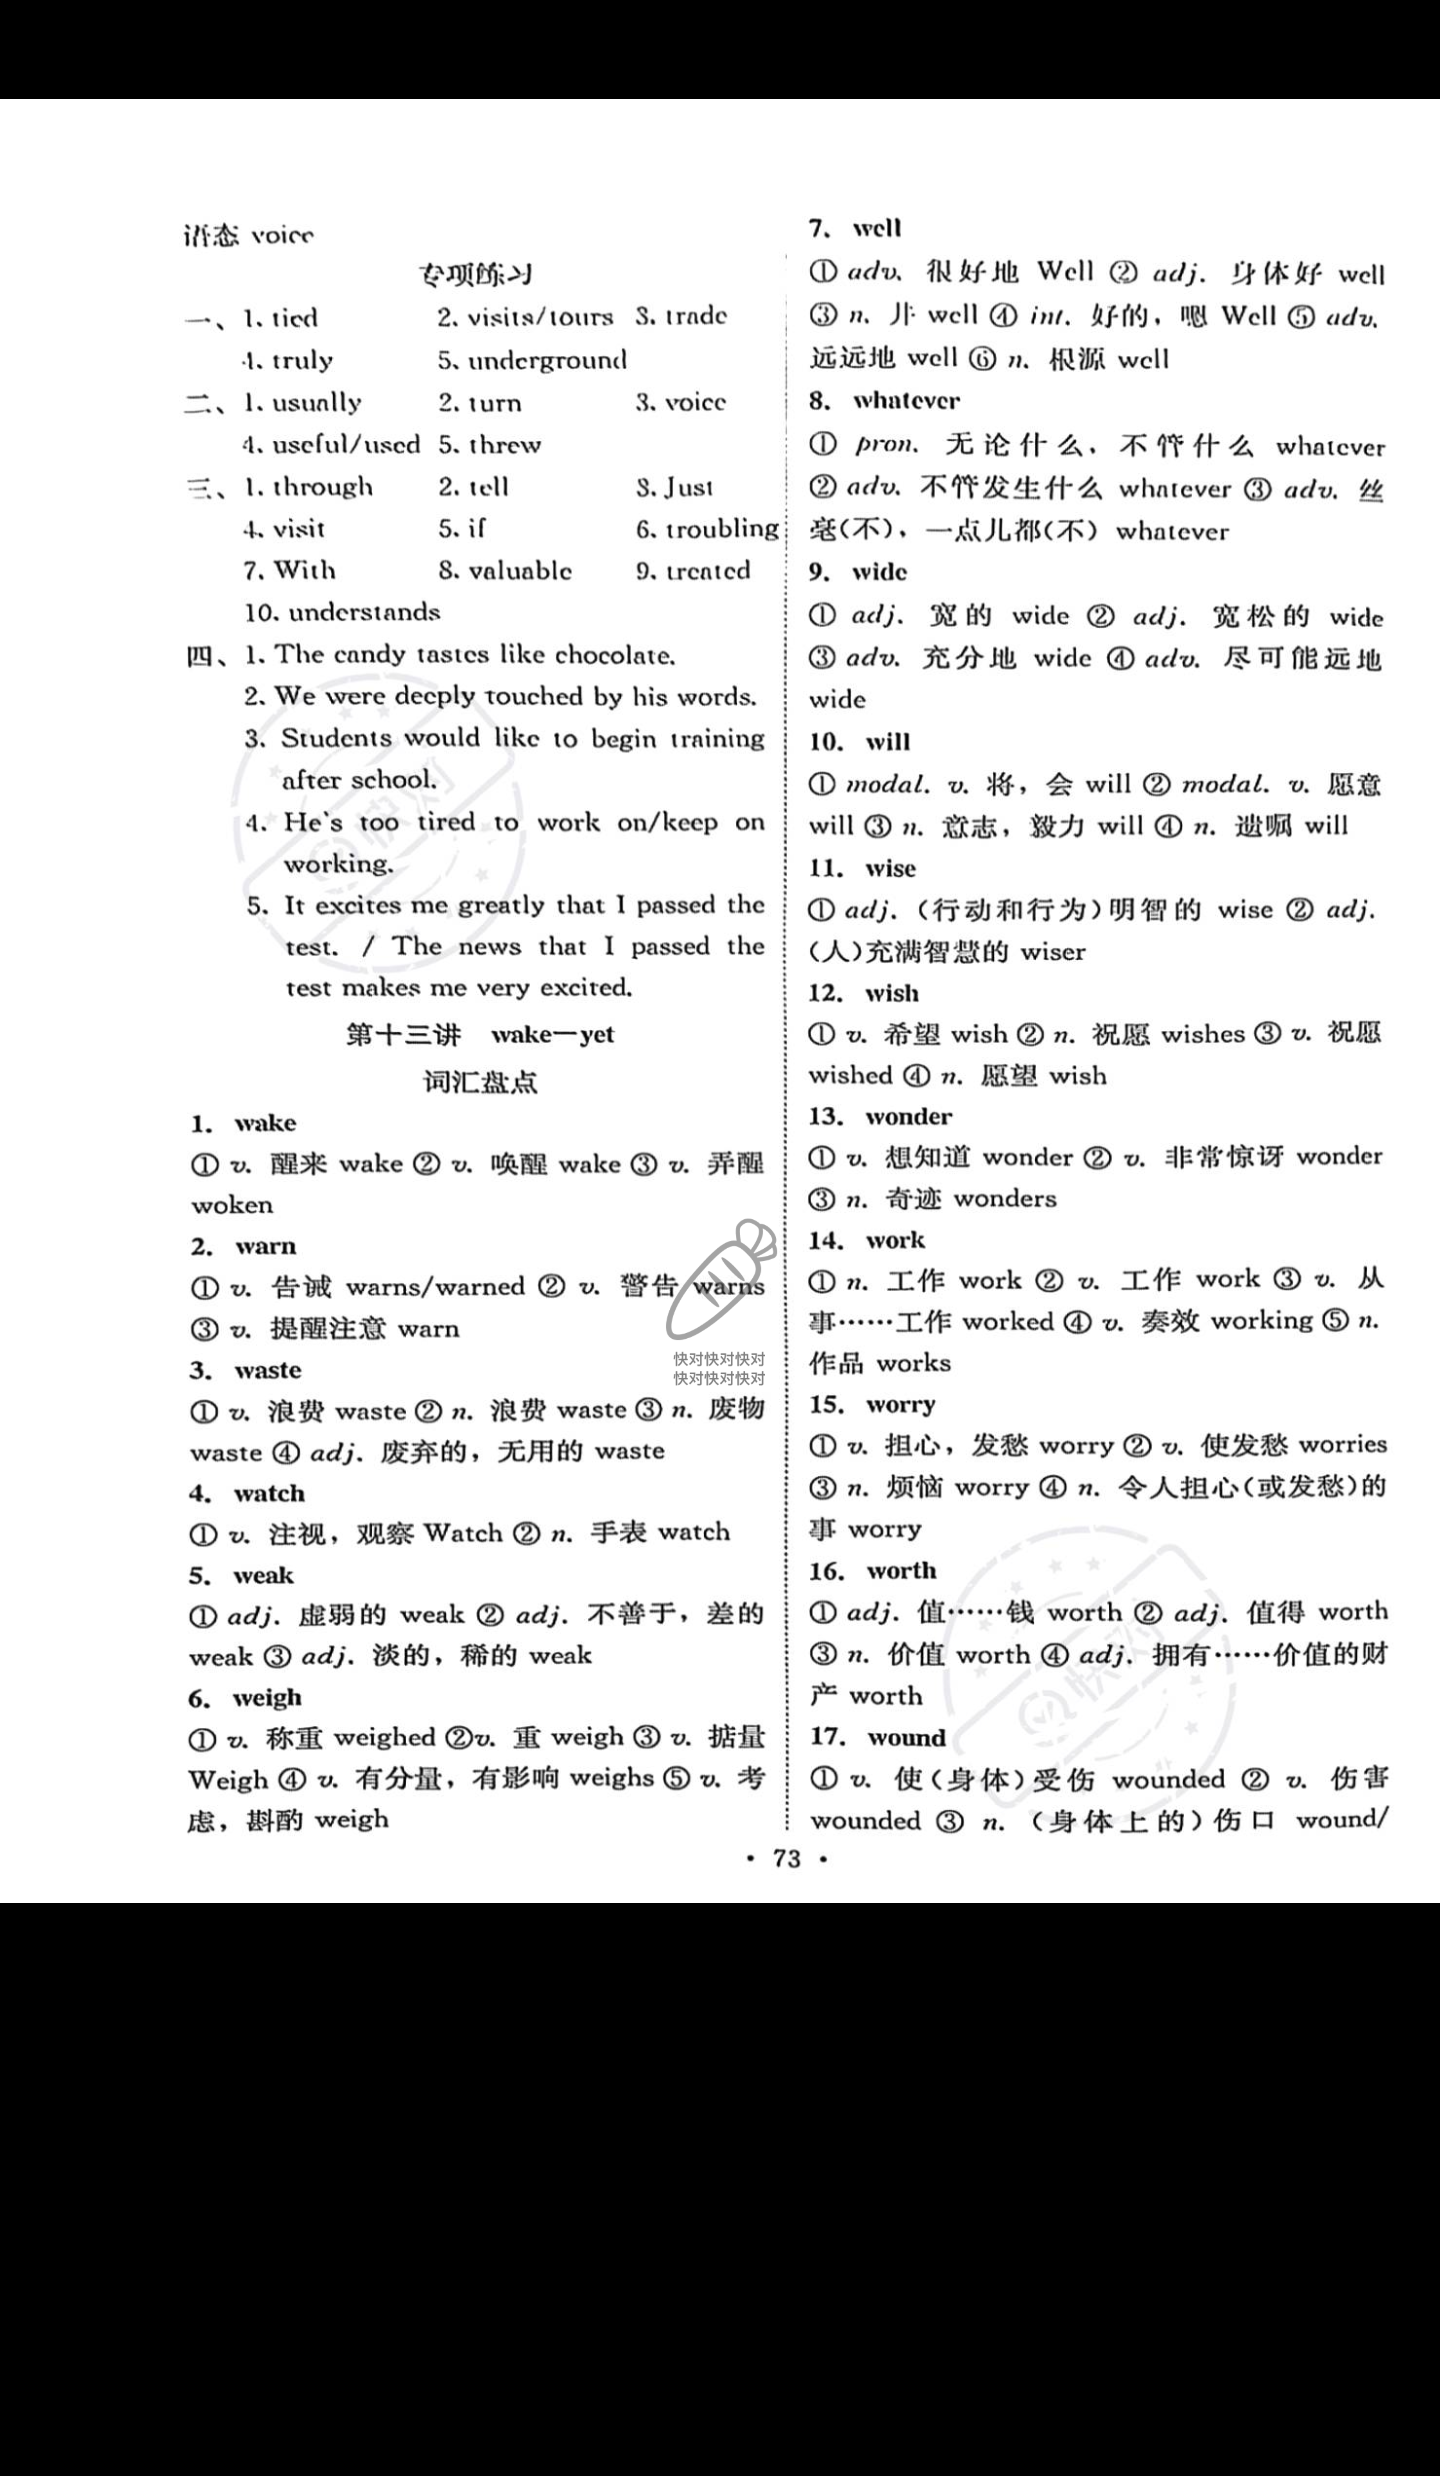 语态 voice
专项练习
一、1. tied 2. visits/tours 3. trade
4. truly 5. underground
二、1. usually 2. turn 3. voice
4. useful/used 5. threw
三、1. through 2. tell 3. Just
4. visit 5. if 6. troubling
7. With 8. valuable 9. treated
10. understands
四、1. The candy tastes like chocolate.
2. We were deeply touched by his words.
3. Students would like to begin training
after school.
4. He's too tired to work on/keep on
working.
5. It excites me greatly that I passed the
test. / The news that I passed the
test makes me very excited.
第十三讲 wake—yet
词汇盘点
1. wake
① v. 醒来 wake ② v. 唤醒 wake ③ v. 弄醒
woken
2. warn
① v. 告诫 warns/warned ② v. 警告 warns
③ v. 提醒注意 warn
3. waste
① v. 浪费 waste ② n. 浪费 waste ③ n. 废物
waste ④ adj. 废弃的，无用的 waste
4. watch
① v. 注视，观察 Watch ② n. 手表 watch
5. weak
① adj. 虚弱的 weak ② adj. 不善于，差的
weak ③ adj. 淡的，稀的 weak
6. weigh
① v. 称重 weighed ②v. 重 weigh ③ v. 掂量
Weigh ④ v. 有分量，有影响 weighs ⑤ v. 考
虑，斟酌 weigh
7. well
① adv. 很好地 Well ② adj. 身体好 well
③ n. 井 well ④ int. 好的，嗯 Well ⑤ adv.
远远地 well ⑥ n. 根源 well
8. whatever
① pron. 无论什么，不管什么 whatever
② adv. 不管发生什么 whatever ③ adv. 丝
毫(不)，一点儿都(不) whatever
9. wide
① adj. 宽的 wide ② adj. 宽松的 wide
③ adv. 充分地 wide ④ adv. 尽可能远地
wide
10. will
① modal. v. 将，会 will ② modal. v. 愿意
will ③ n. 意志，毅力 will ④ n. 遗嘱 will
11. wise
① adj. (行动和行为)明智的 wise ② adj.
(人)充满智慧的 wiser
12. wish
① v. 希望 wish ② n. 祝愿 wishes ③ v. 祝愿
wished ④ n. 愿望 wish
13. wonder
① v. 想知道 wonder ② v. 非常惊讶 wonder
③ n. 奇迹 wonders
14. work
① n. 工作 work ② v. 工作 work ③ v. 从
事……工作 worked ④ v. 奏效 working ⑤ n.
作品 works
15. worry
① v. 担心，发愁 worry ② v. 使发愁 worries
③ n. 烦恼 worry ④ n. 令人担心(或发愁)的
事 worry
16. worth
① adj. 值……钱 worth ② adj. 值得 worth
③ n. 价值 worth ④ adj. 拥有……价值的财
产 worth
17. wound
① v. 使(身体)受伤 wounded ② v. 伤害
wounded ③ n. (身体上的)伤口 wound/
快对快对快对
快对快对快对
• 73 •
快对
快对